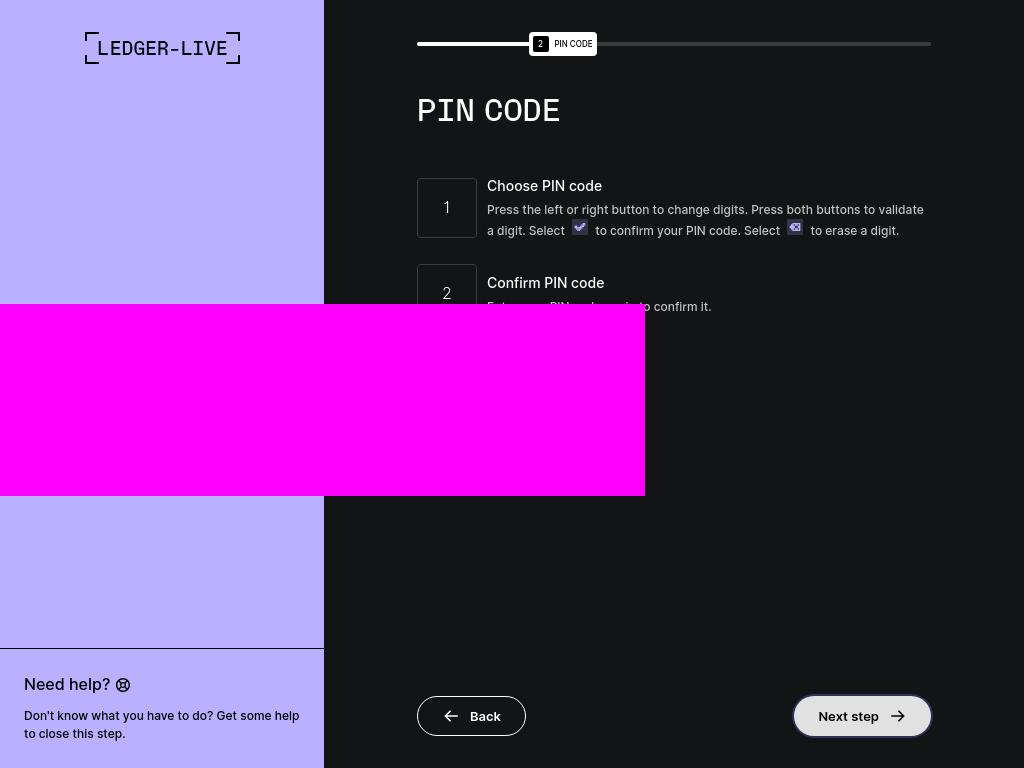 LEDGER-LIVE
2 PIN CODE
PIN CODE
1
Choose PIN code
Press the left or right button to change digits. Press both buttons to validate
a digit. Select to confirm your PIN code. Select to erase a digit.
2
Confirm PIN code
confirm it.
Need help?
Don't know what you have to do? Get some help
to close this step.
Back
Next step